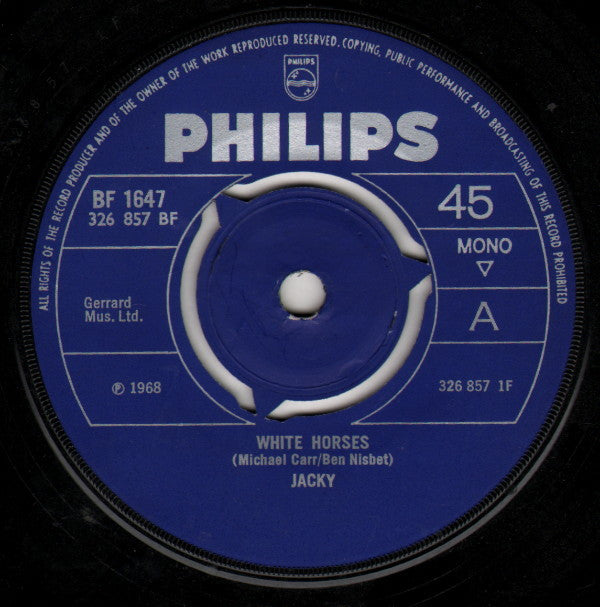 ALL RIGHTS OF THE RECORD PRODUCER AND OF THE OWNER OF THE WORK REPRODUCED RESERVED. COPYING, PUBLIC PERFORMANCE AND BROADCASTING OF THIS RECORD PROHIBITED
PHILIPS
PHILIPS
BF 1647
326 857 BF
45
MONO
Gerrard
Mus. Ltd.
A
℗ 1968
326 857 1F
WHITE HORSES
(Michael Carr/Ben Nisbet)
JACKY